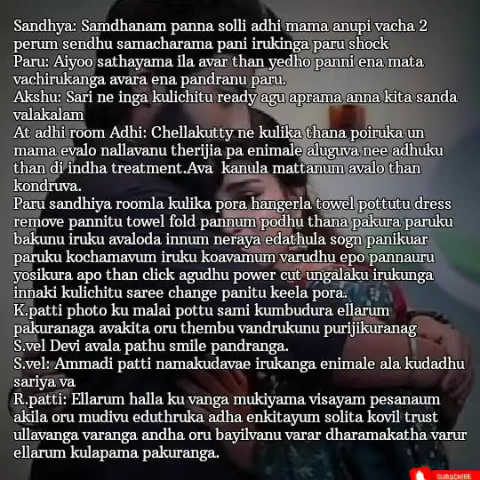 Sandhya: Samdhanam panna solli adhi mama anupi vacha 2
perum sendhu samacharama pani irukinga paru shock
Paru: Aiyoo sathayama ila avar than yedho panni ena mata
vachirukanga avara ena pandranu paru.
Akshu: Sari ne inga kulichitu ready agu aprama anna kita sanda
valakalam
At adhi room Adhi: Chellakutty ne kulika thana poiruka un
mama evalo nallavanu therijia pa enimale aluguva nee adhuku
than di indha treatment.Ava  kanula mattanum avalo than
kondruva.
Paru sandhiya roomla kulika pora hangerla towel pottutu dress
remove pannitu towel fold pannum podhu thana pakura paruku
bakunu iruku avaloda innum neraya edathula sogn panikuar
paruku kochamavum iruku koavamum varudhu epo pannauru
yosikura apo than click agudhu power cut ungalaku irukunga
innaki kulichitu saree change panitu keela pora.
K.patti photo ku malai pottu sami kumbudura ellarum
pakuranaga avakita oru thembu vandrukunu purijikuranag
S.vel Devi avala pathu smile pandranga.
S.vel: Ammadi patti namakudavae irukanga enimale ala kudadhu
sariya va
R.patti: Ellarum halla ku vanga mukiyama visayam pesanaum
akila oru mudivu eduthruka adha enkitayum solita kovil trust
ullavanga varanga andha oru bayilvanu varar dharamakatha varur
ellarum kulapama pakuranga.
SUBSCRIBE